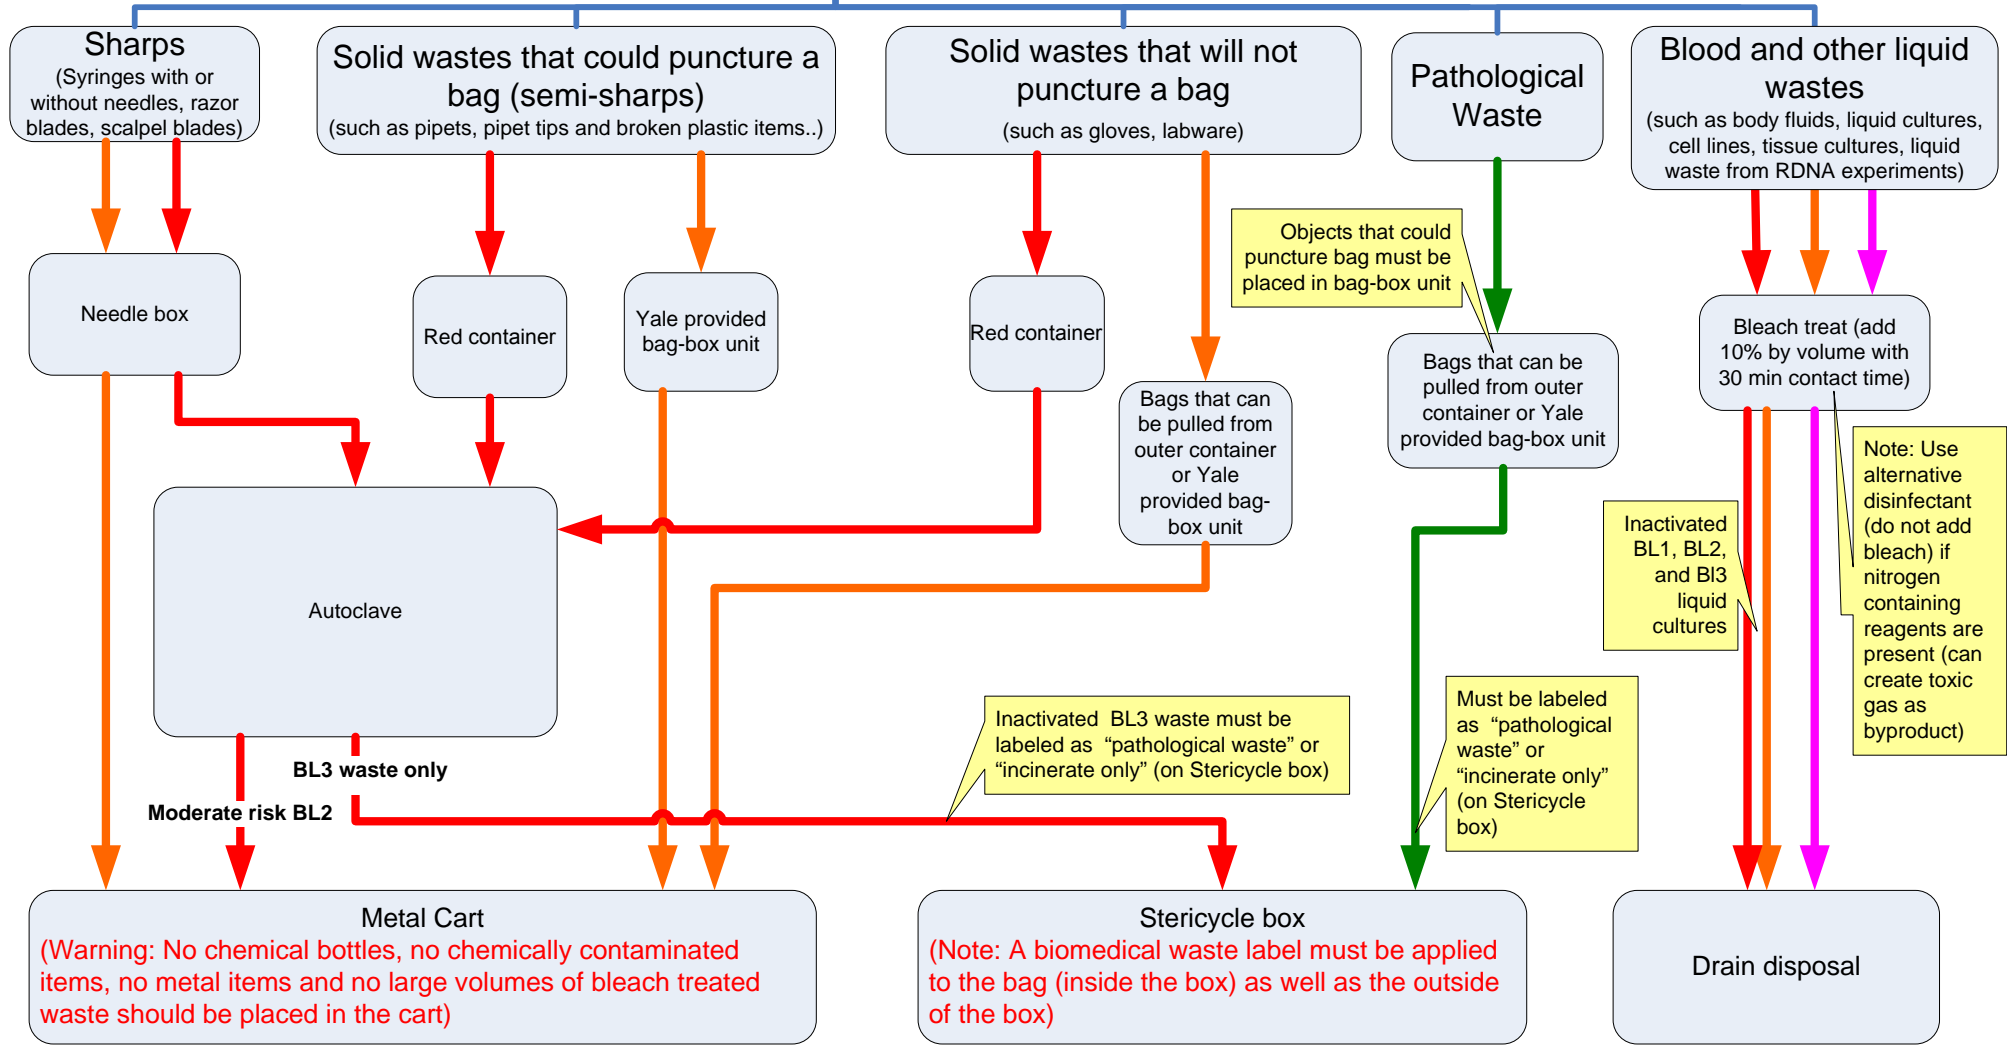 Sharps
(Syringes with or
without needles, razor
blades, scalpel blades)
Solid wastes that could puncture a
bag (semi-sharps)
(such as pipets, pipet tips and broken plastic items..)
Solid wastes that will not
puncture a bag
(such as gloves, labware)
Pathological
Waste
Blood and other liquid
wastes
(such as body fluids, liquid cultures,
cell lines, tissue cultures, liquid
waste from RDNA experiments)
Objects that could
puncture bag must be
placed in bag-box unit
Needle box
Red container
Yale provided
bag-box unit
Red container
Bags that can
be pulled from
outer container
or Yale
provided bag-
box unit
Bags that can be
pulled from outer
container or Yale
provided bag-box unit
Bleach treat (add
10% by volume with
30 min contact time)
Note: Use
alternative
disinfectant
(do not add
bleach) if
nitrogen
containing
reagents are
present (can
create toxic
gas as
byproduct)
Inactivated
BL1, BL2,
and Bl3
liquid
cultures
Autoclave
BL3 waste only
Moderate risk BL2
Inactivated  BL3 waste must be
labeled as  “pathological waste” or
“incinerate only” (on Stericycle box)
Must be labeled
as  “pathological
waste” or
“incinerate only”
(on Stericycle
box)
Metal Cart
(Warning: No chemical bottles, no chemically contaminated
items, no metal items and no large volumes of bleach treated
waste should be placed in the cart)
Stericycle box
(Note: A biomedical waste label must be applied
to the bag (inside the box) as well as the outside
of the box)
Drain disposal